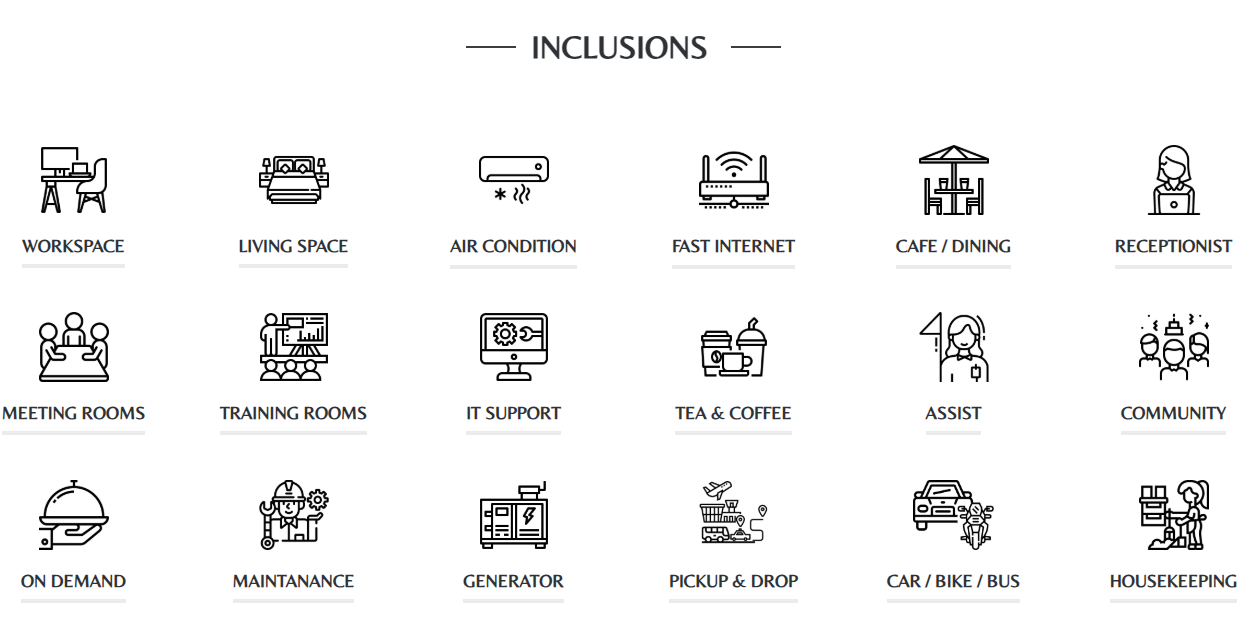 INCLUSIONS
WORKSPACE
LIVING SPACE
AIR CONDITION
FAST INTERNET
CAFE / DINING
RECEPTIONIST
MEETING ROOMS
TRAINING ROOMS
IT SUPPORT
TEA & COFFEE
ASSIST
COMMUNITY
ON DEMAND
MAINTANANCE
GENERATOR
PICKUP & DROP
CAR / BIKE / BUS
HOUSEKEEPING